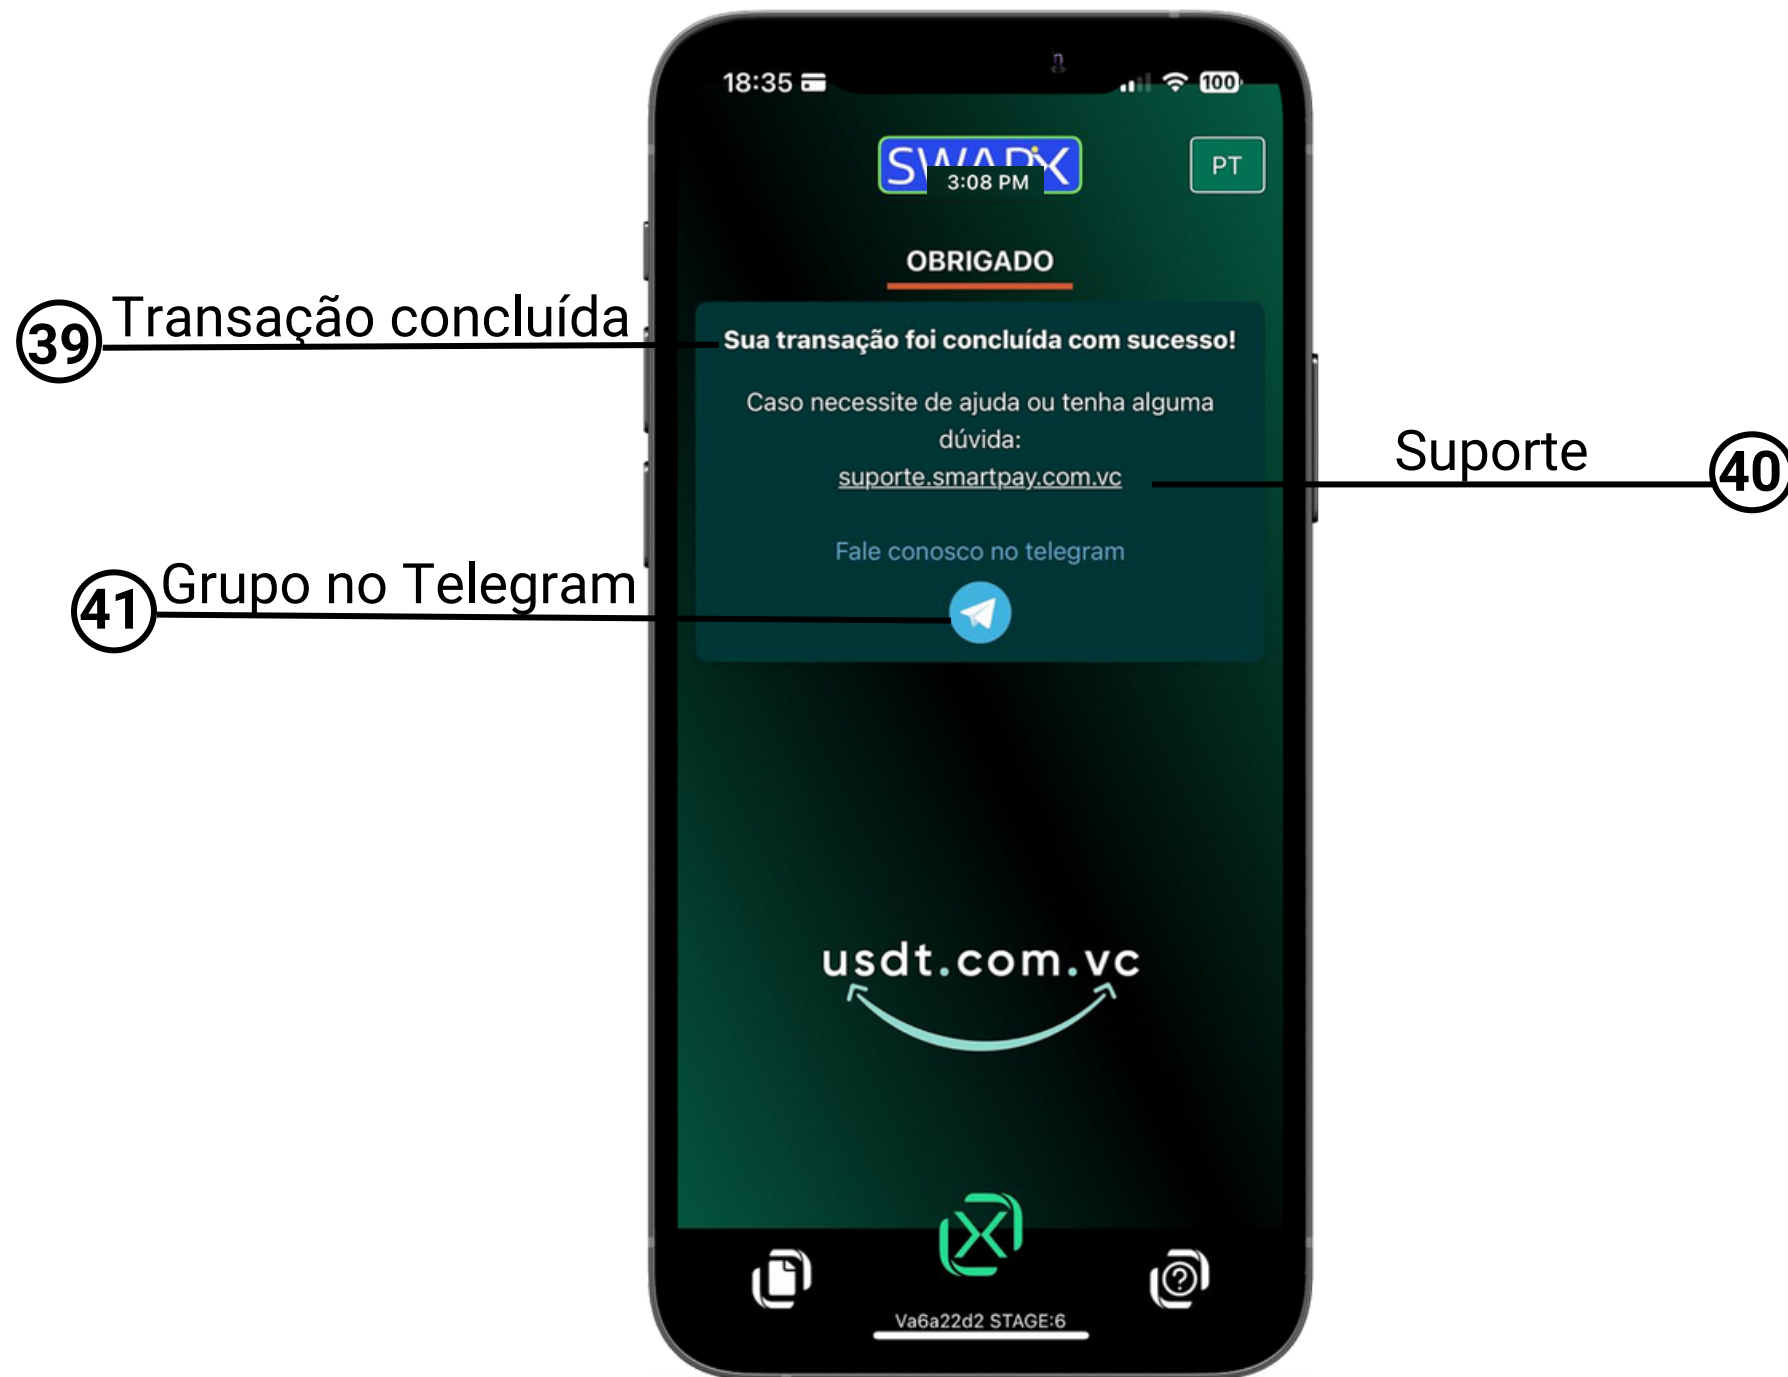 18:35
100
SWAPiX
PT
3:08 PM
OBRIGADO
39 Transação concluída
Sua transação foi concluída com sucesso!
Caso necessite de ajuda ou tenha alguma
dúvida:
suporte.smartpay.com.vc
Suporte 40
Fale conosco no telegram
41 Grupo no Telegram
usdt.com.vc
Va6a22d2 STAGE:6